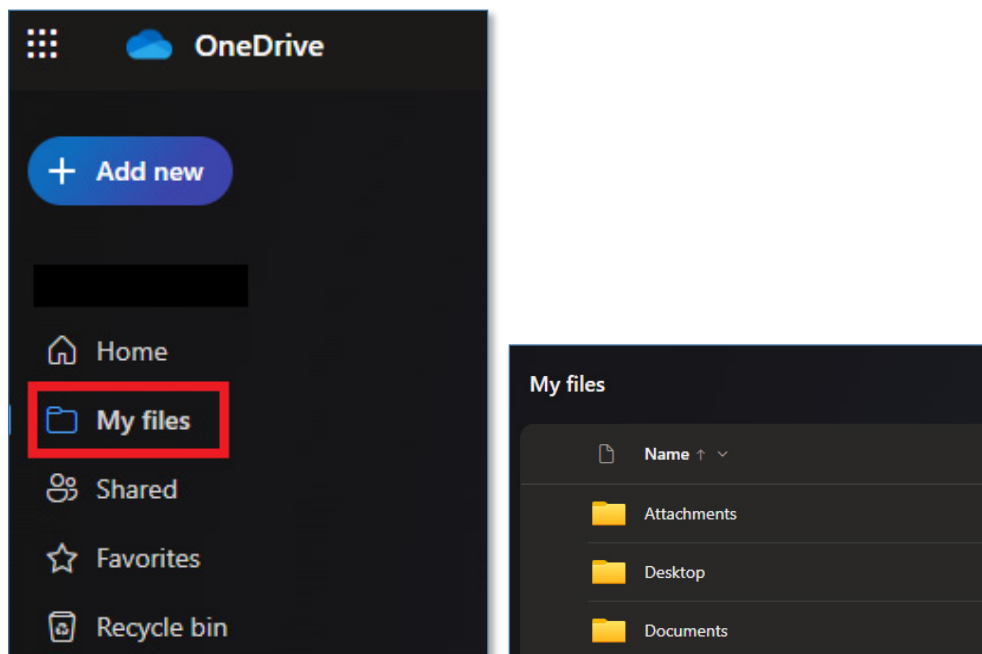 OneDrive
+ Add new
Home
My files
Shared
Favorites
Recycle bin
My files
Name ↑
Attachments
Desktop
Documents